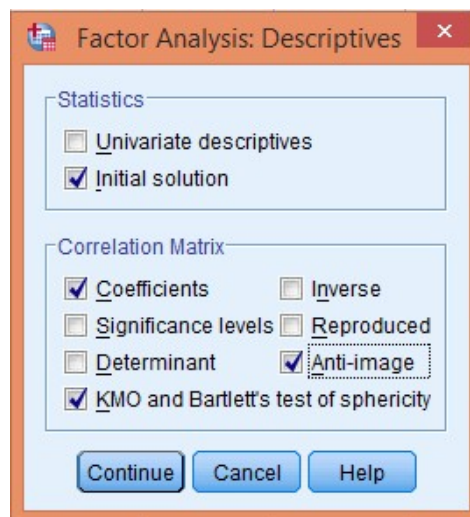 Factor Analysis: Descriptives
Statistics
Univariate descriptives
Initial solution
Correlation Matrix
Coefficients Inverse
Significance levels Reproduced
Determinant Anti-image
KMO and Bartlett's test of sphericity
Continue Cancel Help